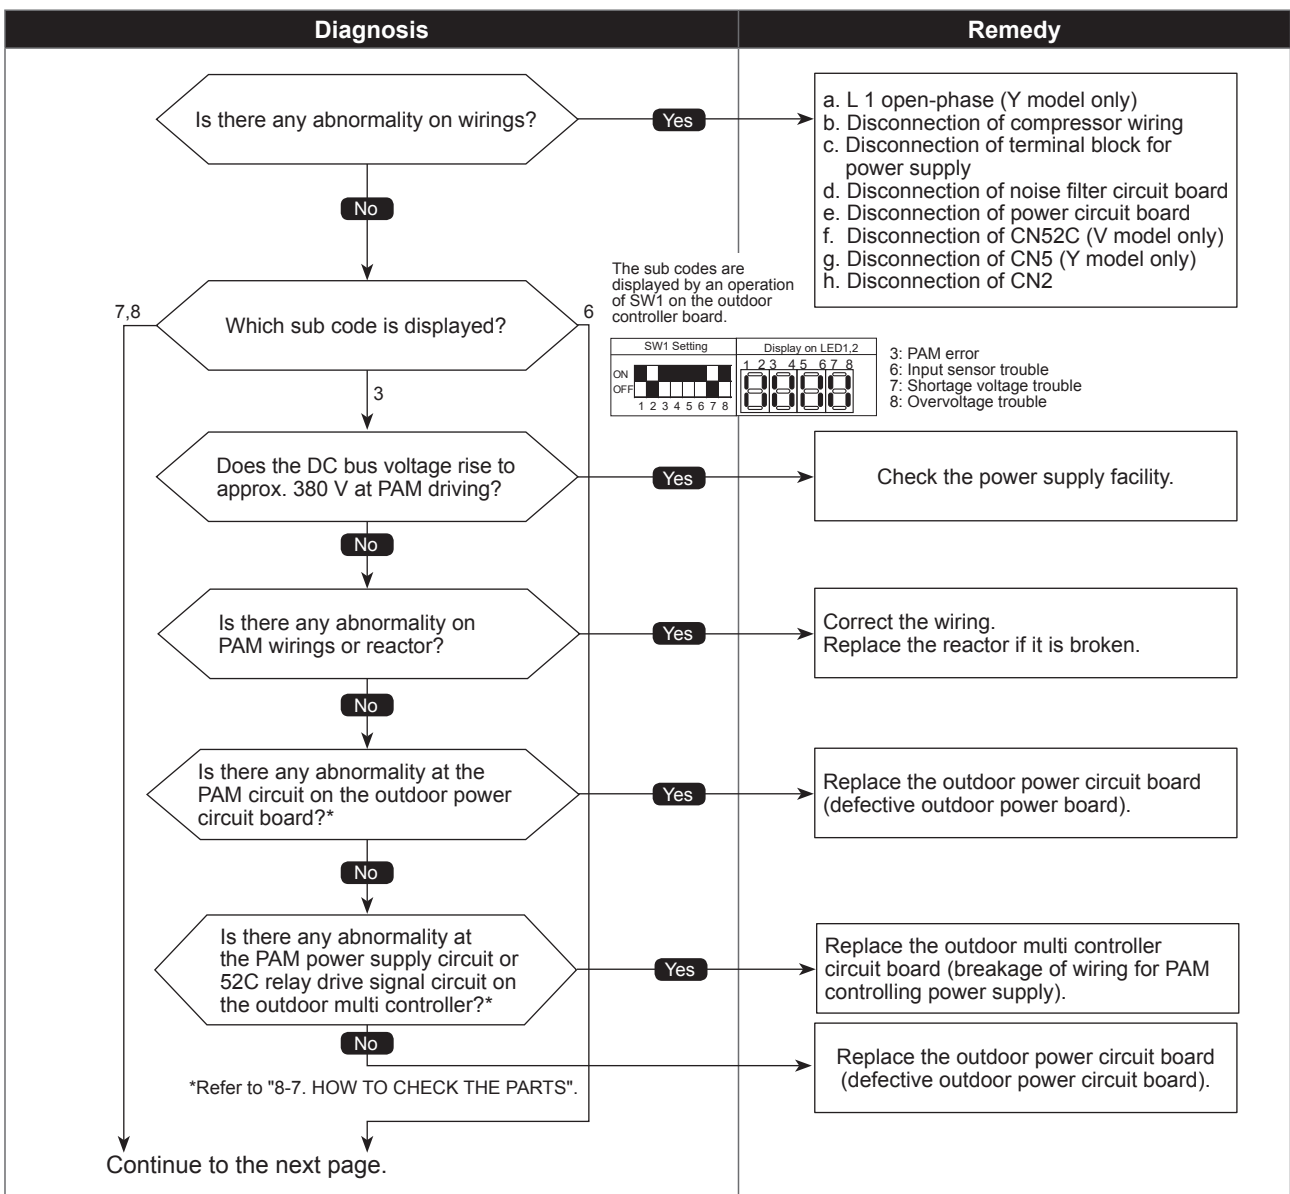 Diagnosis
Remedy
Is there any abnormality on wirings?
Yes
a. L 1 open-phase (Y model only)
b. Disconnection of compressor wiring
c. Disconnection of terminal block for
power supply
d. Disconnection of noise filter circuit board
e. Disconnection of power circuit board
f. Disconnection of CN52C (V model only)
g. Disconnection of CN5 (Y model only)
h. Disconnection of CN2
No
The sub codes are
displayed by an operation
of SW1 on the outdoor
controller board.
7,8
Which sub code is displayed?
6
SW1 Setting
Display on LED1,2
ON
OFF
1 2 3 4 5 6 7 8
1 2 3 4 5 6 7 8
3: PAM error
6: Input sensor trouble
7: Shortage voltage trouble
8: Overvoltage trouble
3
Does the DC bus voltage rise to
approx. 380 V at PAM driving?
Yes
Check the power supply facility.
No
Is there any abnormality on
PAM wirings or reactor?
Yes
Correct the wiring.
Replace the reactor if it is broken.
No
Is there any abnormality at the
PAM circuit on the outdoor power
circuit board?*
Yes
Replace the outdoor power circuit board
(defective outdoor power board).
No
Is there any abnormality at
the PAM power supply circuit or
52C relay drive signal circuit on
the outdoor multi controller?*
Yes
Replace the outdoor multi controller
circuit board (breakage of wiring for PAM
controlling power supply).
No
Replace the outdoor power circuit board
(defective outdoor power circuit board).
*Refer to "8-7. HOW TO CHECK THE PARTS".
Continue to the next page.